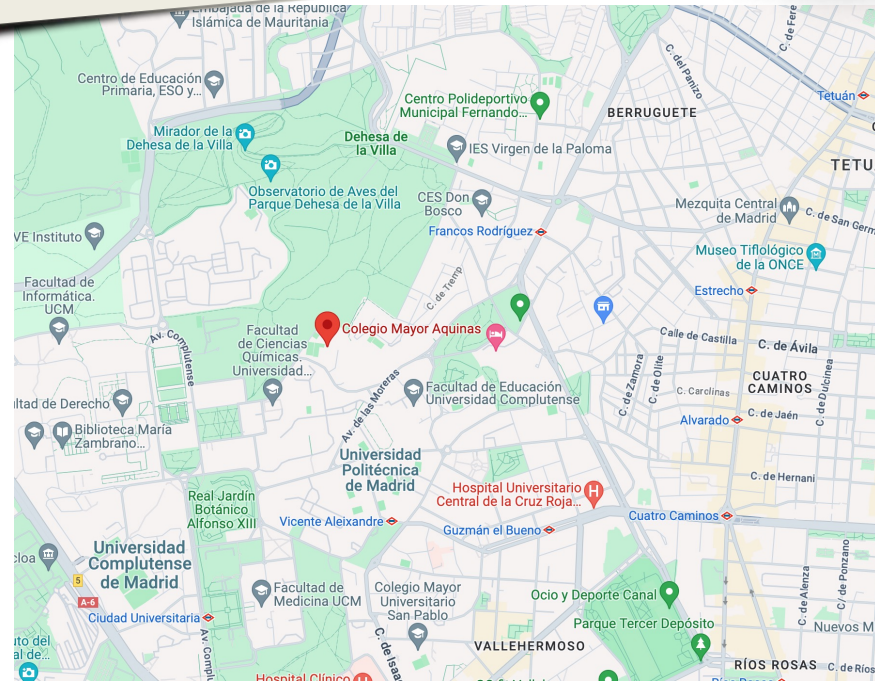 Embajada de la República
Islámica de Mauritania
C. de Fere
C. del Panizo
Centro de Educación
Primaria, ESO y...
Centro Polideportivo
Municipal Fernando...
Tetuán
BERRUGUETE
Mirador de la
Dehesa de la Villa
Dehesa de
la Villa
IES Virgen de la Paloma
TETU
Observatorio de Aves del
Parque Dehesa de la Villa
CES Don
Bosco
Mezquita Central
de Madrid
C. de San Germ
VE Instituto
Francos Rodríguez
Museo Tiflológico
de la ONCE
Facultad de
Informática.
UCM
C. de Tremp
Estrecho
Av. Complutense
Facultad
de Ciencias
Químicas.
Universidad...
Colegio Mayor Aquinas
Calle de Castilla
C. de Ávila
C. de Zamora
C. de Olite
CUATRO
CAMINOS
C. de Dulcinea
Facultad de Educación
Universidad Complutense
C. Carolinas
ltad de Derecho
Av. de las Moreras
C. de Jaén
Alvarado
Biblioteca María
Zambrano...
Universidad
Politécnica
de Madrid
C. de Hernani
Real Jardín
Botánico
Alfonso XIII
Hospital Universitario
Central de la Cruz Roja...
H
Vicente Aleixandre
Guzmán el Bueno
Cuatro Caminos
cloa
Universidad
Complutense
de Madrid
5
A-6
C. de Alenza
C/ de Ponzano
Facultad de
Medicina UCM
Colegio Mayor
Universitario
San Pablo
Ocio y Deporte Canal
Ciudad Universitaria
Parque Tercer Depósito
Nuevos M
uto del
al de...
Av. Compl
C. de Isaa
VALLEHERMOSO
RÍOS ROSAS
C. de Ríos
Hospital Clínico
H